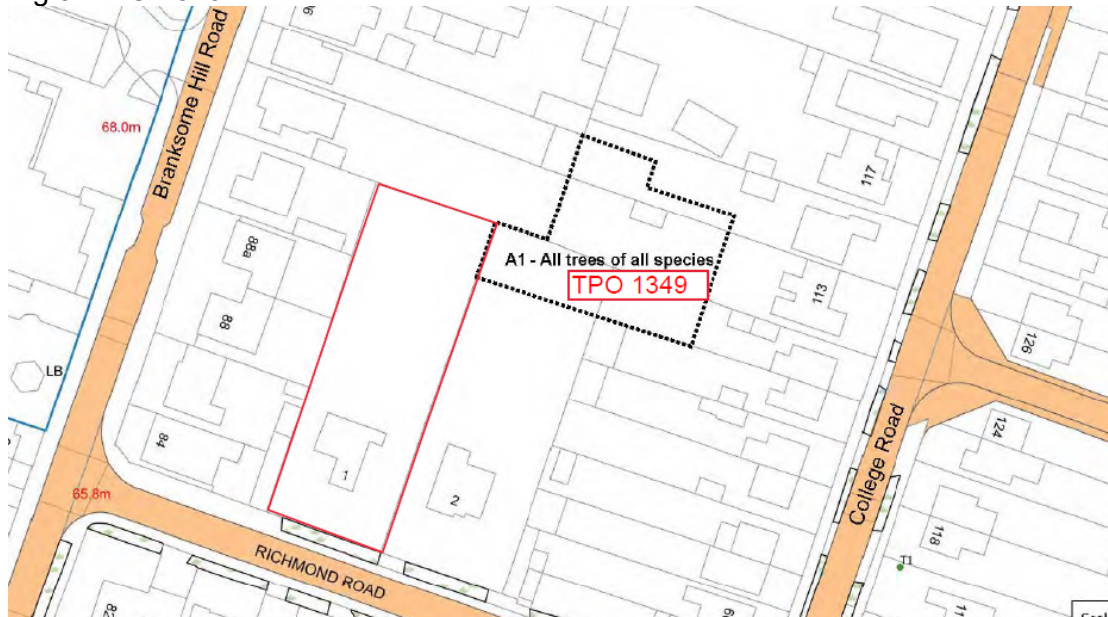 Branksome Hill Road
68.0m
117
A1 - All trees of all species
TPO 1349
88a
113
88
126
LB
84
1
2
124
College Road
65.8m
118
T1
RICHMOND ROAD